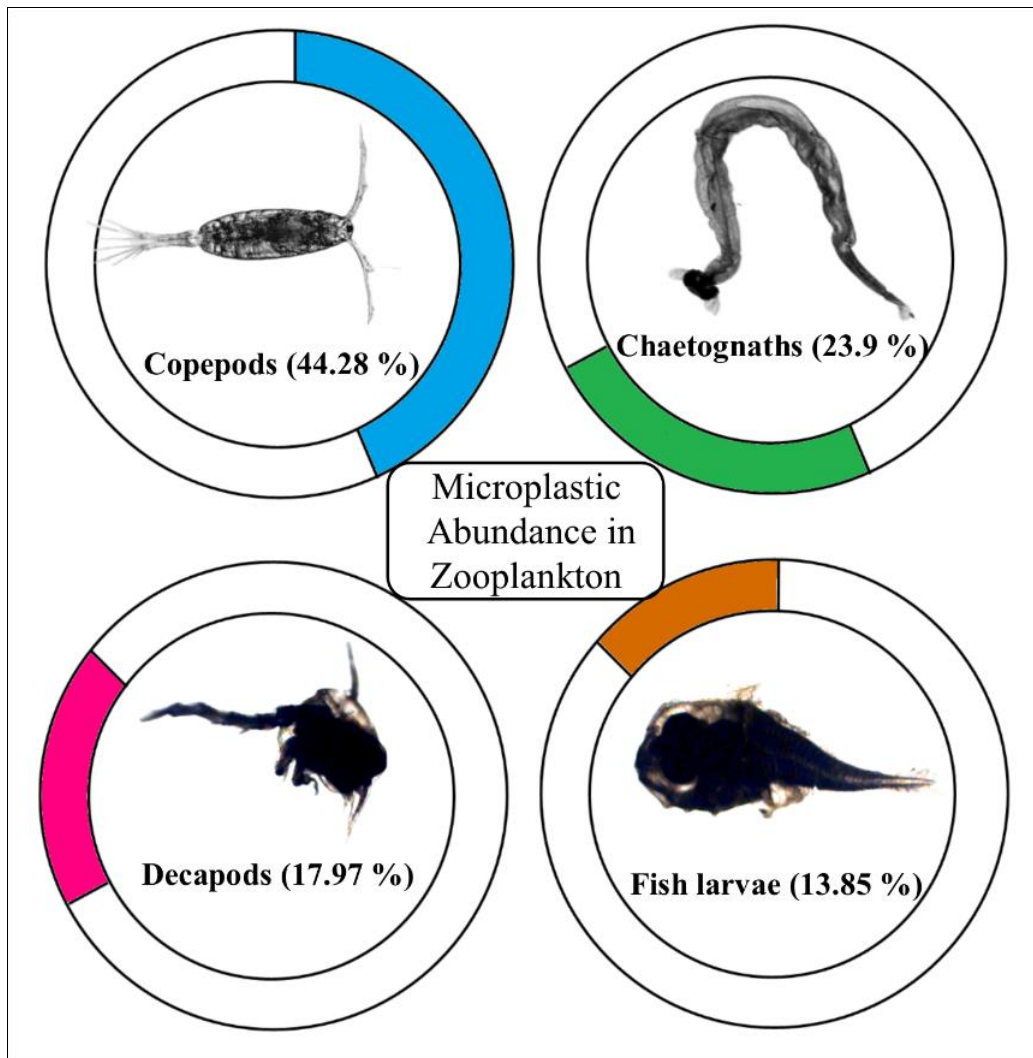 Copepods (44.28 %)
Chaetognaths (23.9 %)
Microplastic
Abundance in
Zooplankton
Decapods (17.97 %)
Fish larvae (13.85 %)